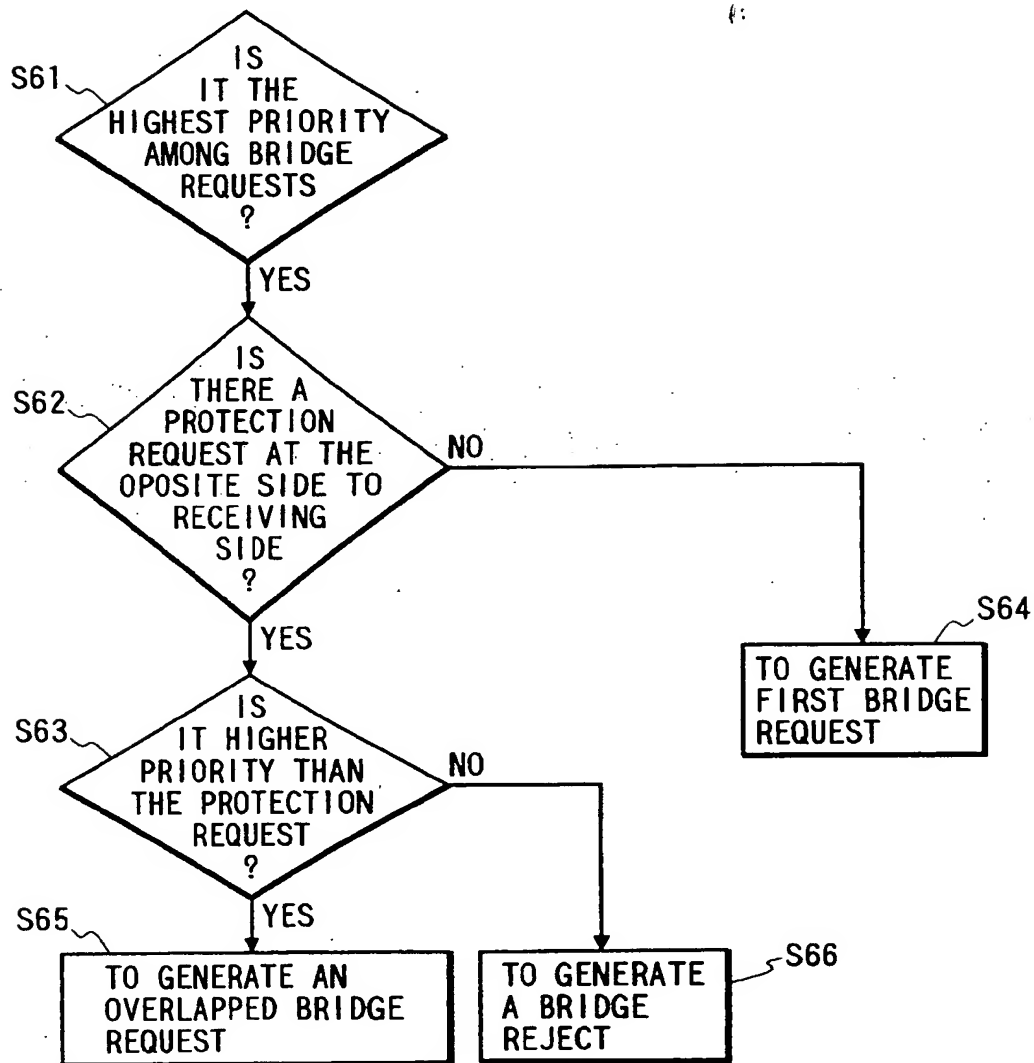 S61
IS
IT THE
HIGHEST PRIORITY
AMONG BRIDGE
REQUESTS
?
YES
S62
IS
THERE A
PROTECTION
REQUEST AT THE
OPOSITE SIDE TO
RECEIVING
SIDE
?
NO
YES
S64
TO GENERATE
FIRST BRIDGE
REQUEST
S63
IS
IT HIGHER
PRIORITY THAN
THE PROTECTION
REQUEST
?
NO
YES
S65
TO GENERATE AN
OVERLAPPED BRIDGE
REQUEST
S66
TO GENERATE
A BRIDGE
REJECT